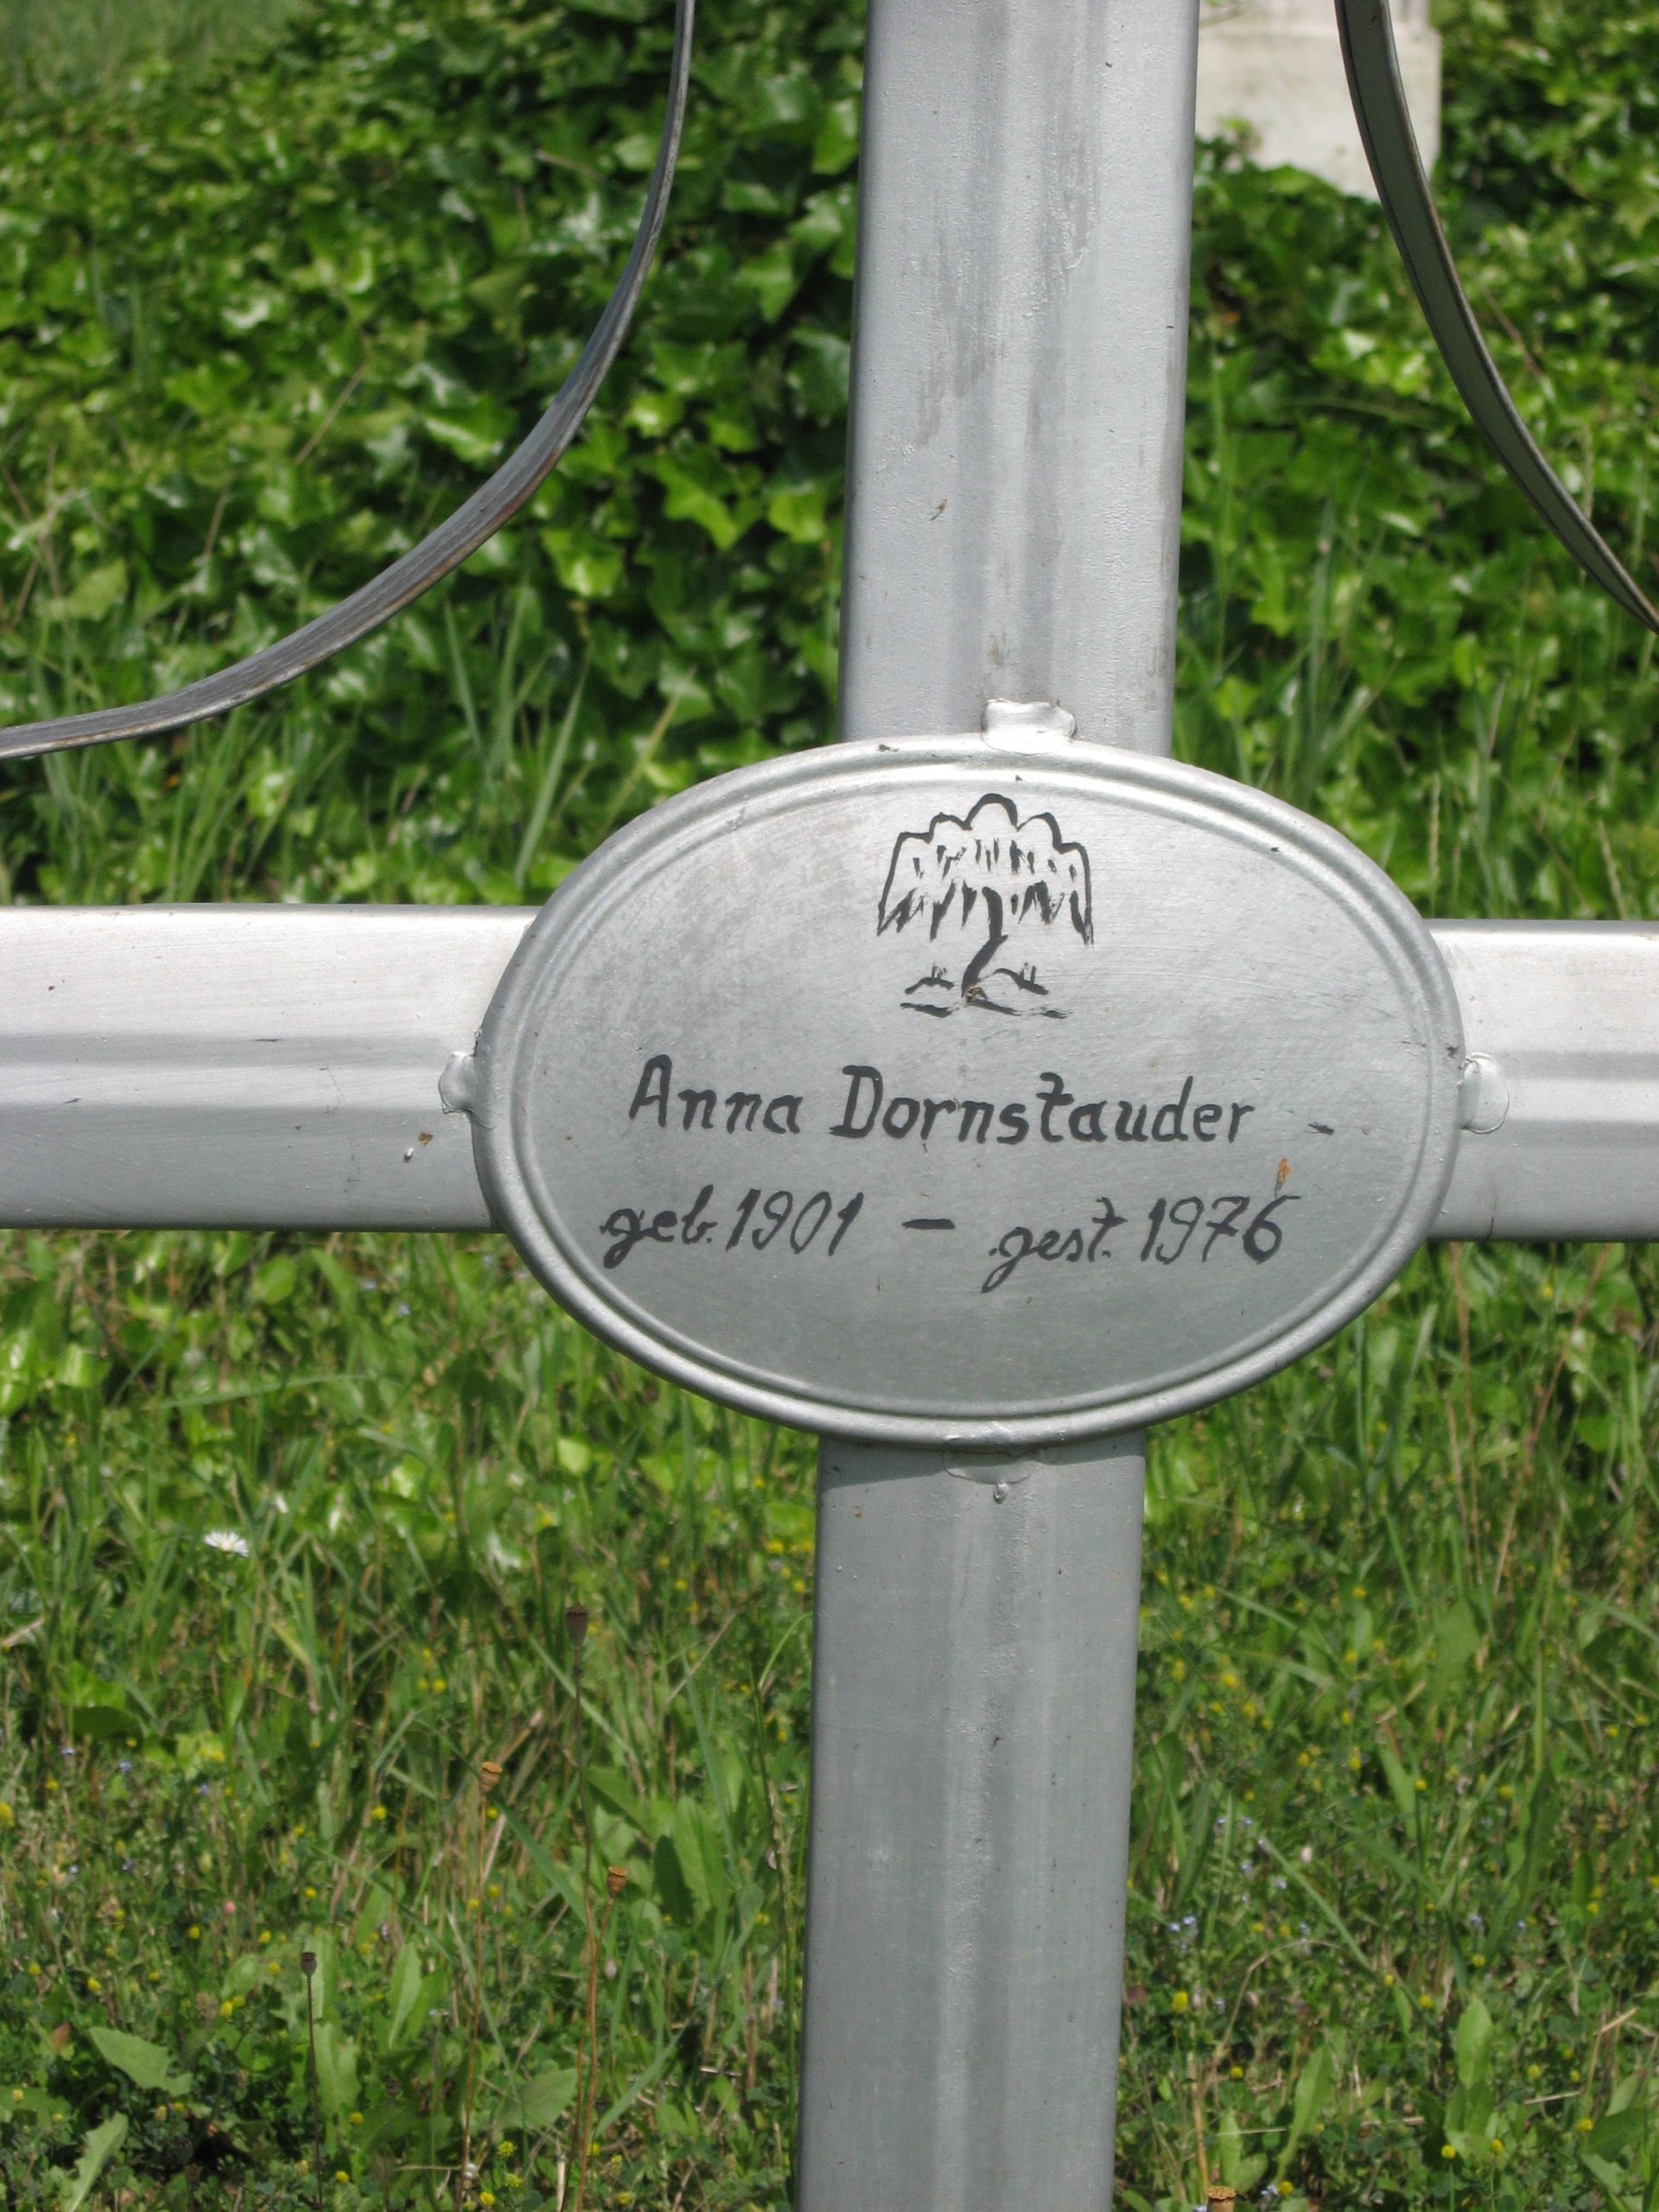 Anna Dornstauder
geb. 1901 – gest. 1976